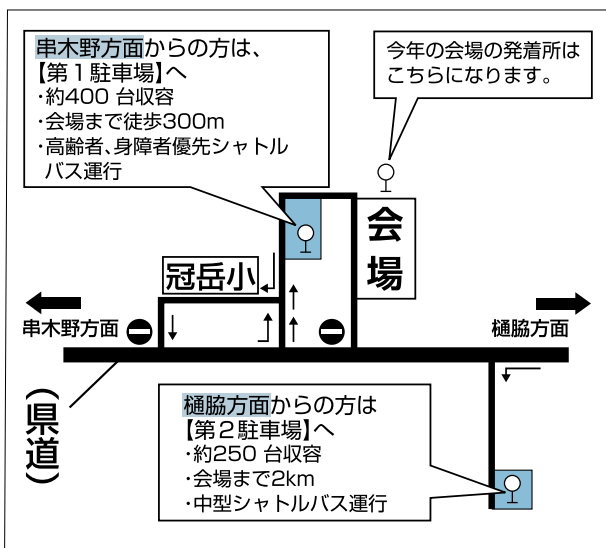 串木野方面からの方は、
【第1駐車場】へ
・約400 台収容
・会場まで徒歩300m
・高齢者、身障者優先シャトル
バス運行
今年の会場の発着所は
こちらになります。
会場
冠岳小
串木野方面
樋脇方面
(県道)
樋脇方面からの方は
【第2駐車場】へ
・約250 台収容
・会場まで2km
・中型シャトルバス運行